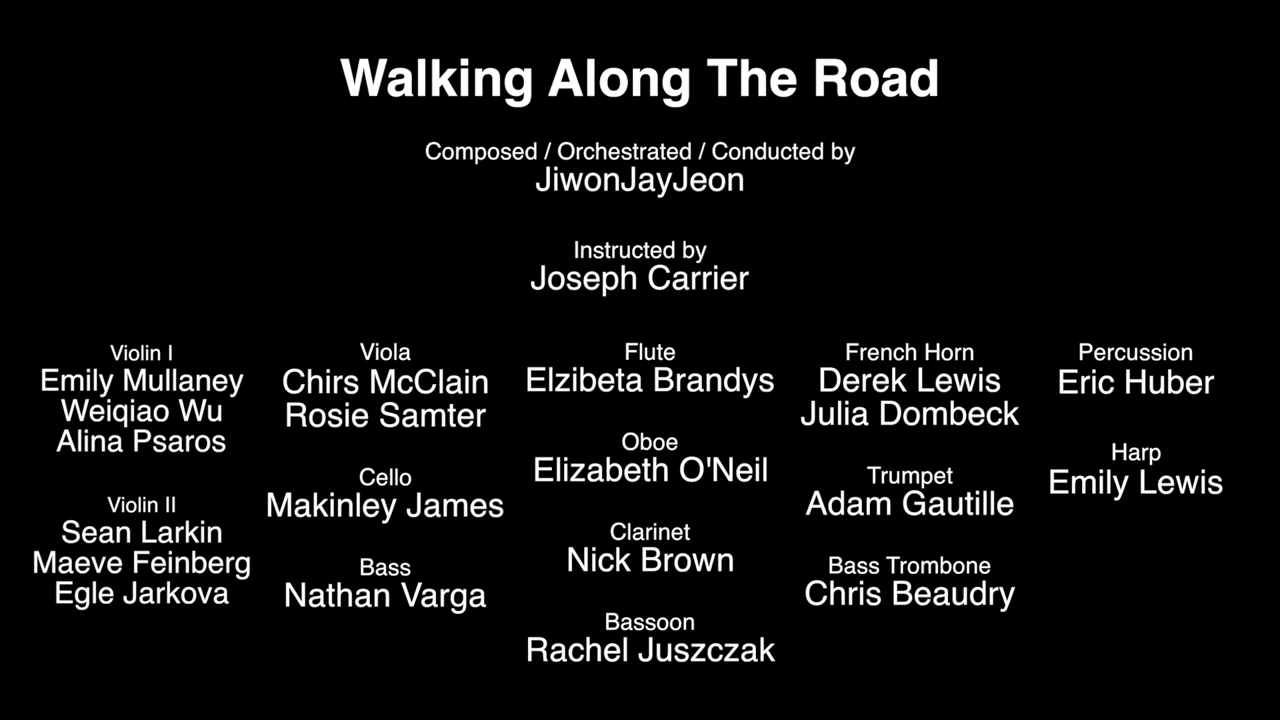 Walking Along The Road
Composed / Orchestrated / Conducted by
JiwonJayJeon
Instructed by
Joseph Carrier
Violin I
Emily Mullaney
Weiqiao Wu
Alina Psaros
Violin II
Sean Larkin
Maeve Feinberg
Egle Jarkova
Viola
Chirs McClain
Rosie Samter
Cello
Makinley James
Bass
Nathan Varga
Flute
Elzibeta Brandys
Oboe
Elizabeth O'Neil
Clarinet
Nick Brown
Bassoon
Rachel Juszczak
French Horn
Derek Lewis
Julia Dombeck
Trumpet
Adam Gautille
Bass Trombone
Chris Beaudry
Percussion
Eric Huber
Harp
Emily Lewis